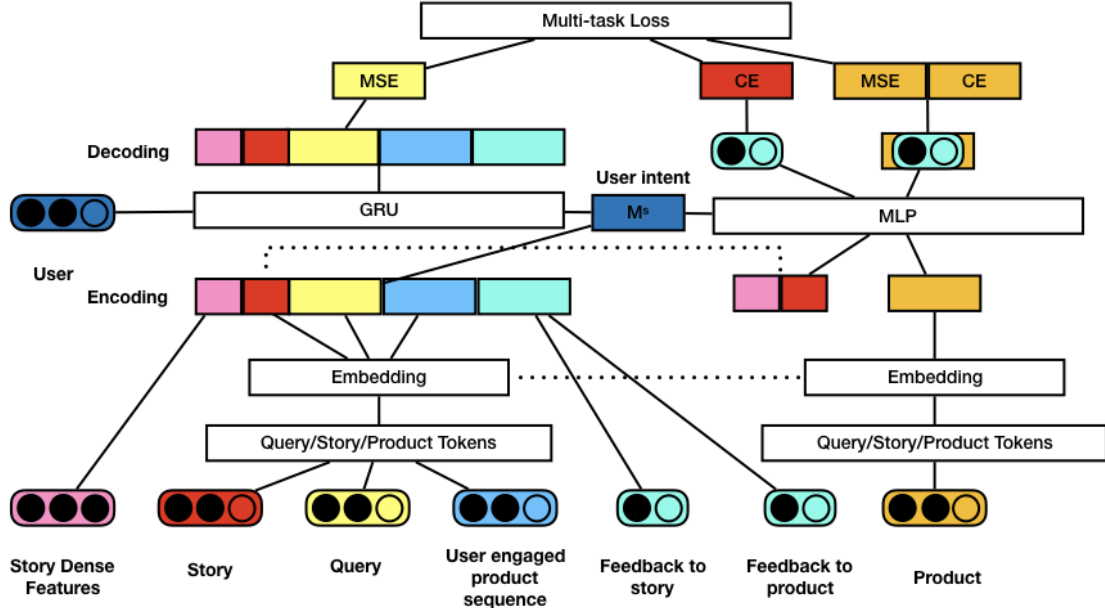 Multi-task Loss
MSE
CE
MSE
CE
Decoding
User intent
GRU
Mˢ
MLP
User
Encoding
Embedding
Embedding
Query/Story/Product Tokens
Query/Story/Product Tokens
Story Dense
Features
Story
Query
User engaged
product
sequence
Feedback to
story
Feedback to
product
Product